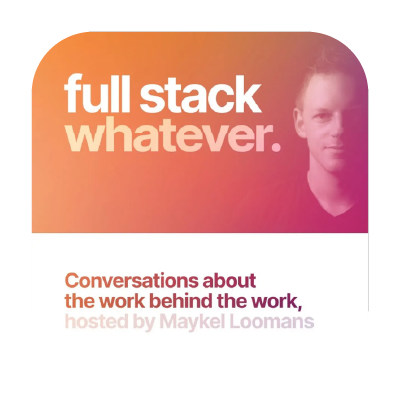 full stack
whatever.
Conversations about
the work behind the work,
hosted by Maykel Loomans